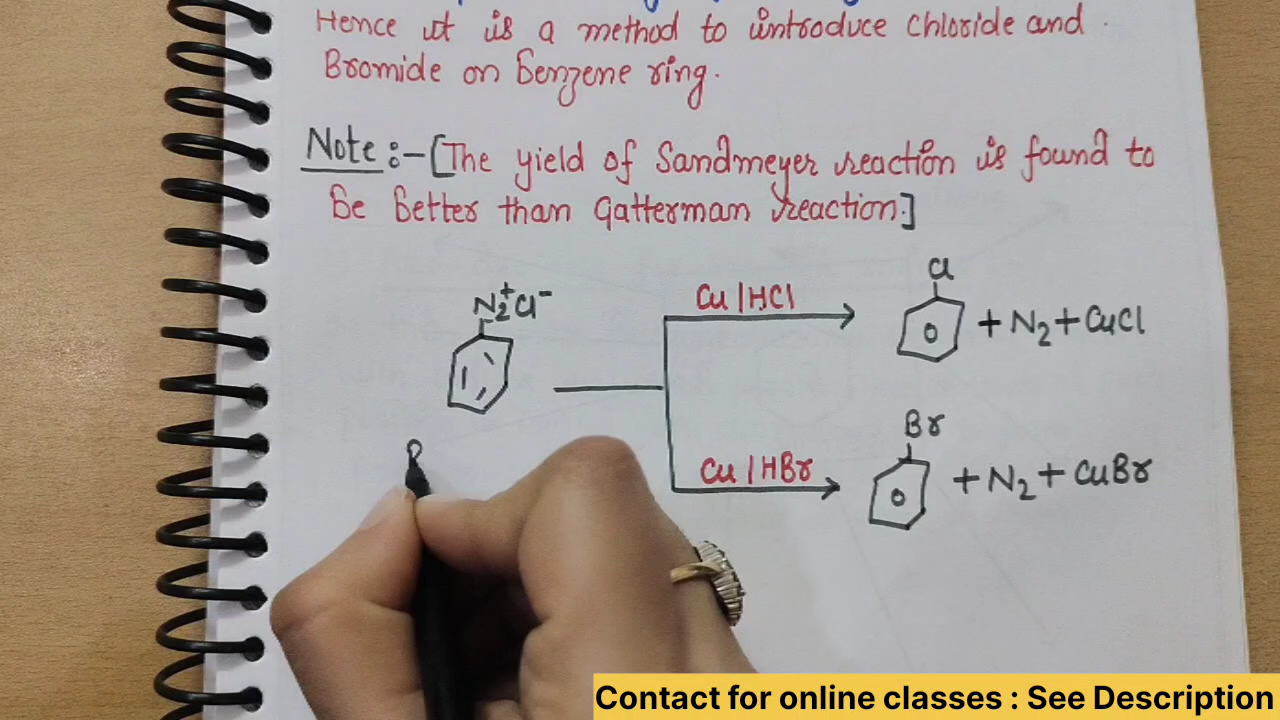 Hence it is a method to introduce Chloride and
Bromide on benzene ring.
Note :- [The yield of Sandmeyer reaction is found to
be better than Gatterman reaction.]
N₂⁺Cl⁻
Cu | HCl
Cl
+ N₂ + CuCl
Cu | HBr
Br
+ N₂ + CuBr
Contact for online classes : See Description